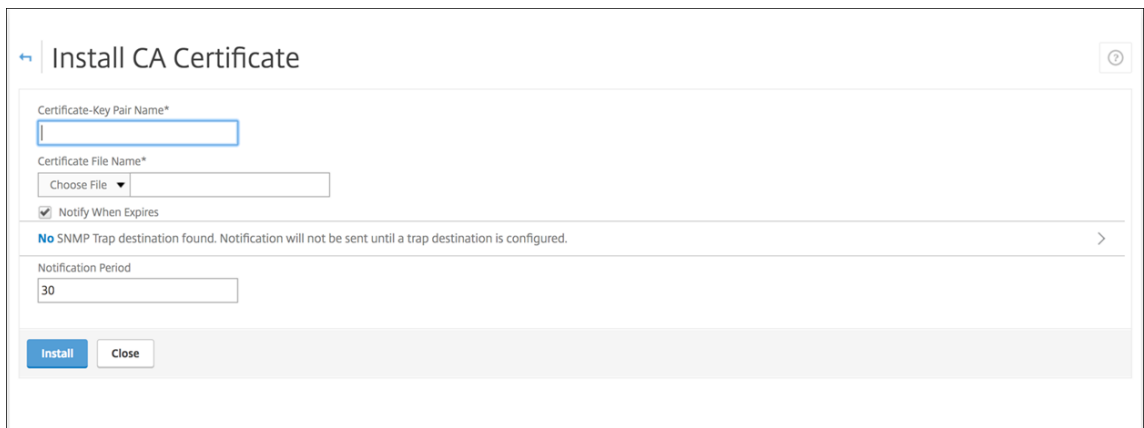 Install CA Certificate
?
Certificate-Key Pair Name*
Certificate File Name*
Choose File
Notify When Expires
No SNMP Trap destination found. Notification will not be sent until a trap destination is configured.
Notification Period
30
Install Close